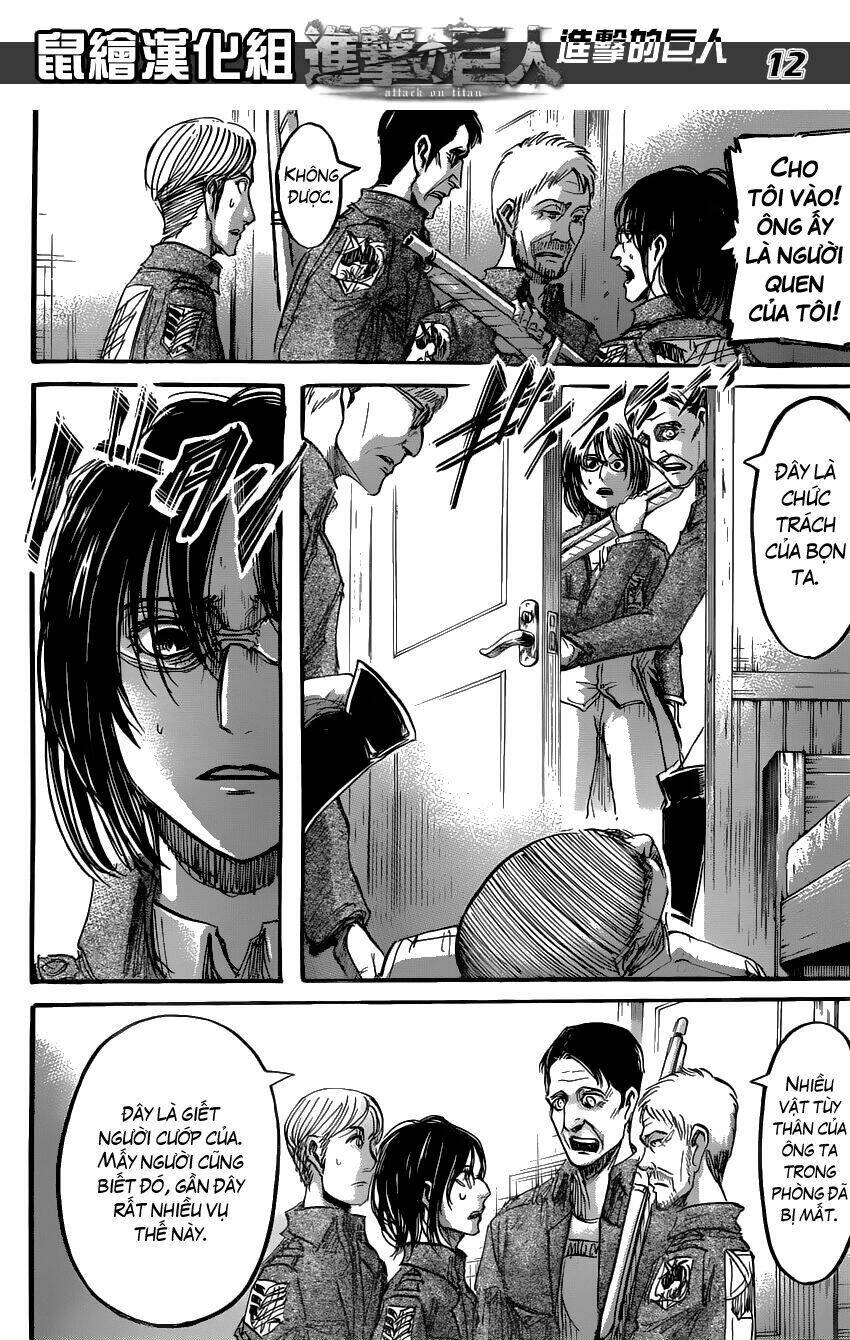 鼠繪漢化組
進撃の巨人
attack on titan
進擊的巨人
12
CHO
TÔI VÀO!
ÔNG ẤY
LÀ NGƯỜI
QUEN
CỦA TÔI!
KHÔNG
ĐƯỢC.
ĐÂY LÀ
CHỨC
TRÁCH
CỦA BỌN
TA.
NHIỀU
VẬT TÙY
THÂN CỦA
ÔNG TA
TRONG
PHÒNG ĐÃ
BỊ MẤT.
ĐÂY LÀ GIẾT
NGƯỜI CƯỚP CỦA.
MẤY NGƯỜI CŨNG
BIẾT ĐÓ, GẦN ĐÂY
RẤT NHIỀU VỤ
THẾ NÀY.